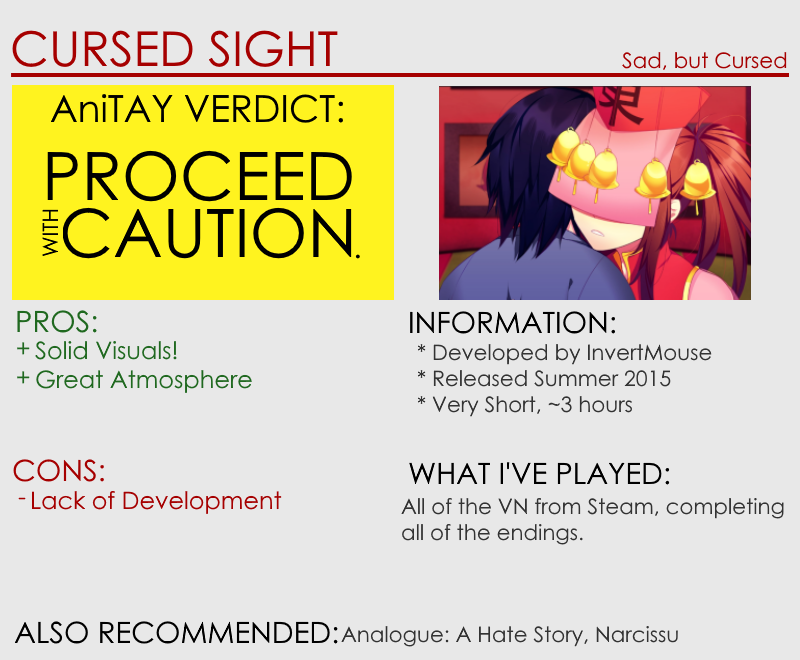 CURSED SIGHT
Sad, but Cursed
AniTAY VERDICT:
PROCEED
WITH CAUTION.
東
PROS:
+ Solid Visuals!
+ Great Atmosphere
INFORMATION:
* Developed by InvertMouse
* Released Summer 2015
* Very Short, ~3 hours
CONS:
- Lack of Development
WHAT I'VE PLAYED:
All of the VN from Steam, completing
all of the endings.
ALSO RECOMMENDED: Analogue: A Hate Story, Narcissu